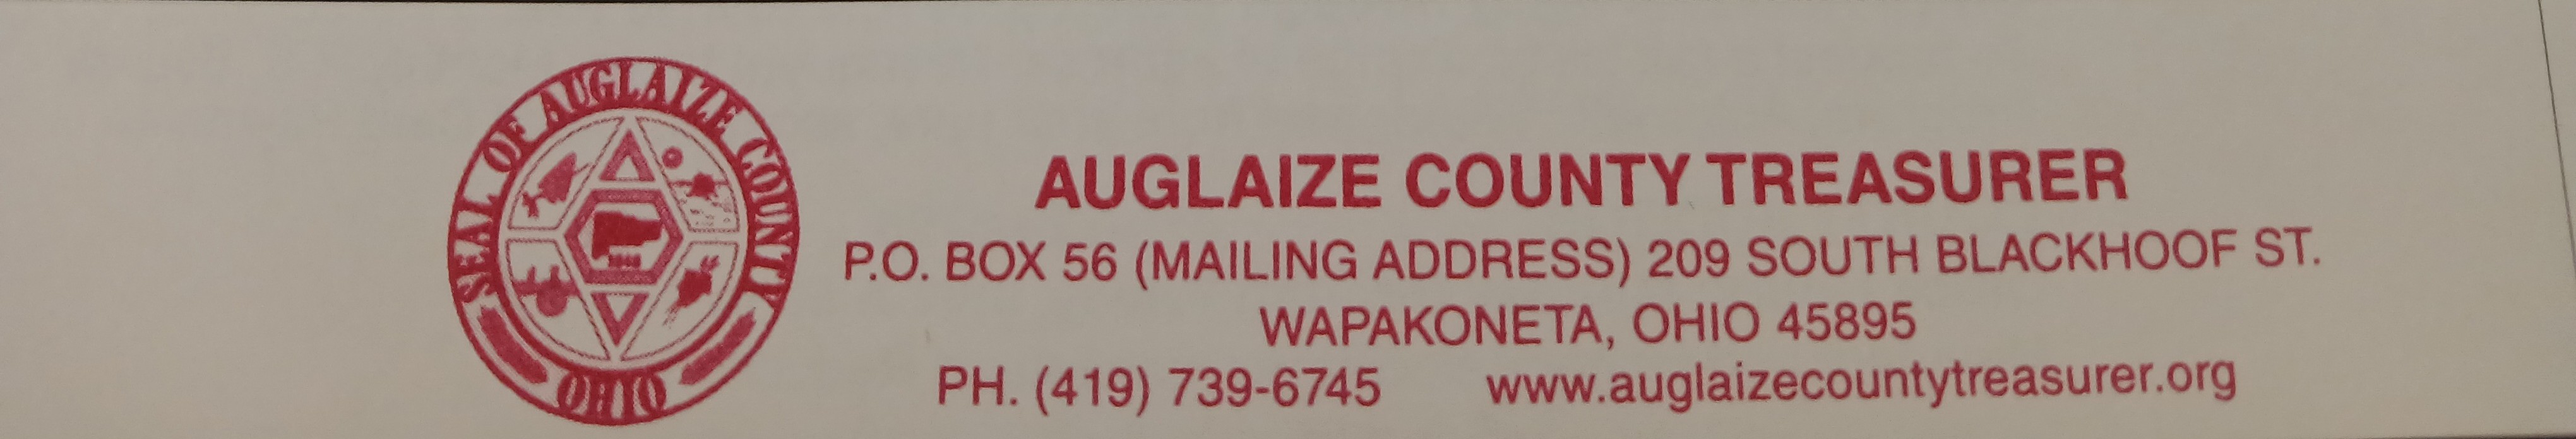 SEAL OF AUGLAIZE COUNTY
OHIO
AUGLAIZE COUNTY TREASURER
P.O. BOX 56 (MAILING ADDRESS) 209 SOUTH BLACKHOOF ST.
WAPAKONETA, OHIO 45895
PH. (419) 739-6745 www.auglaizecountytreasurer.org